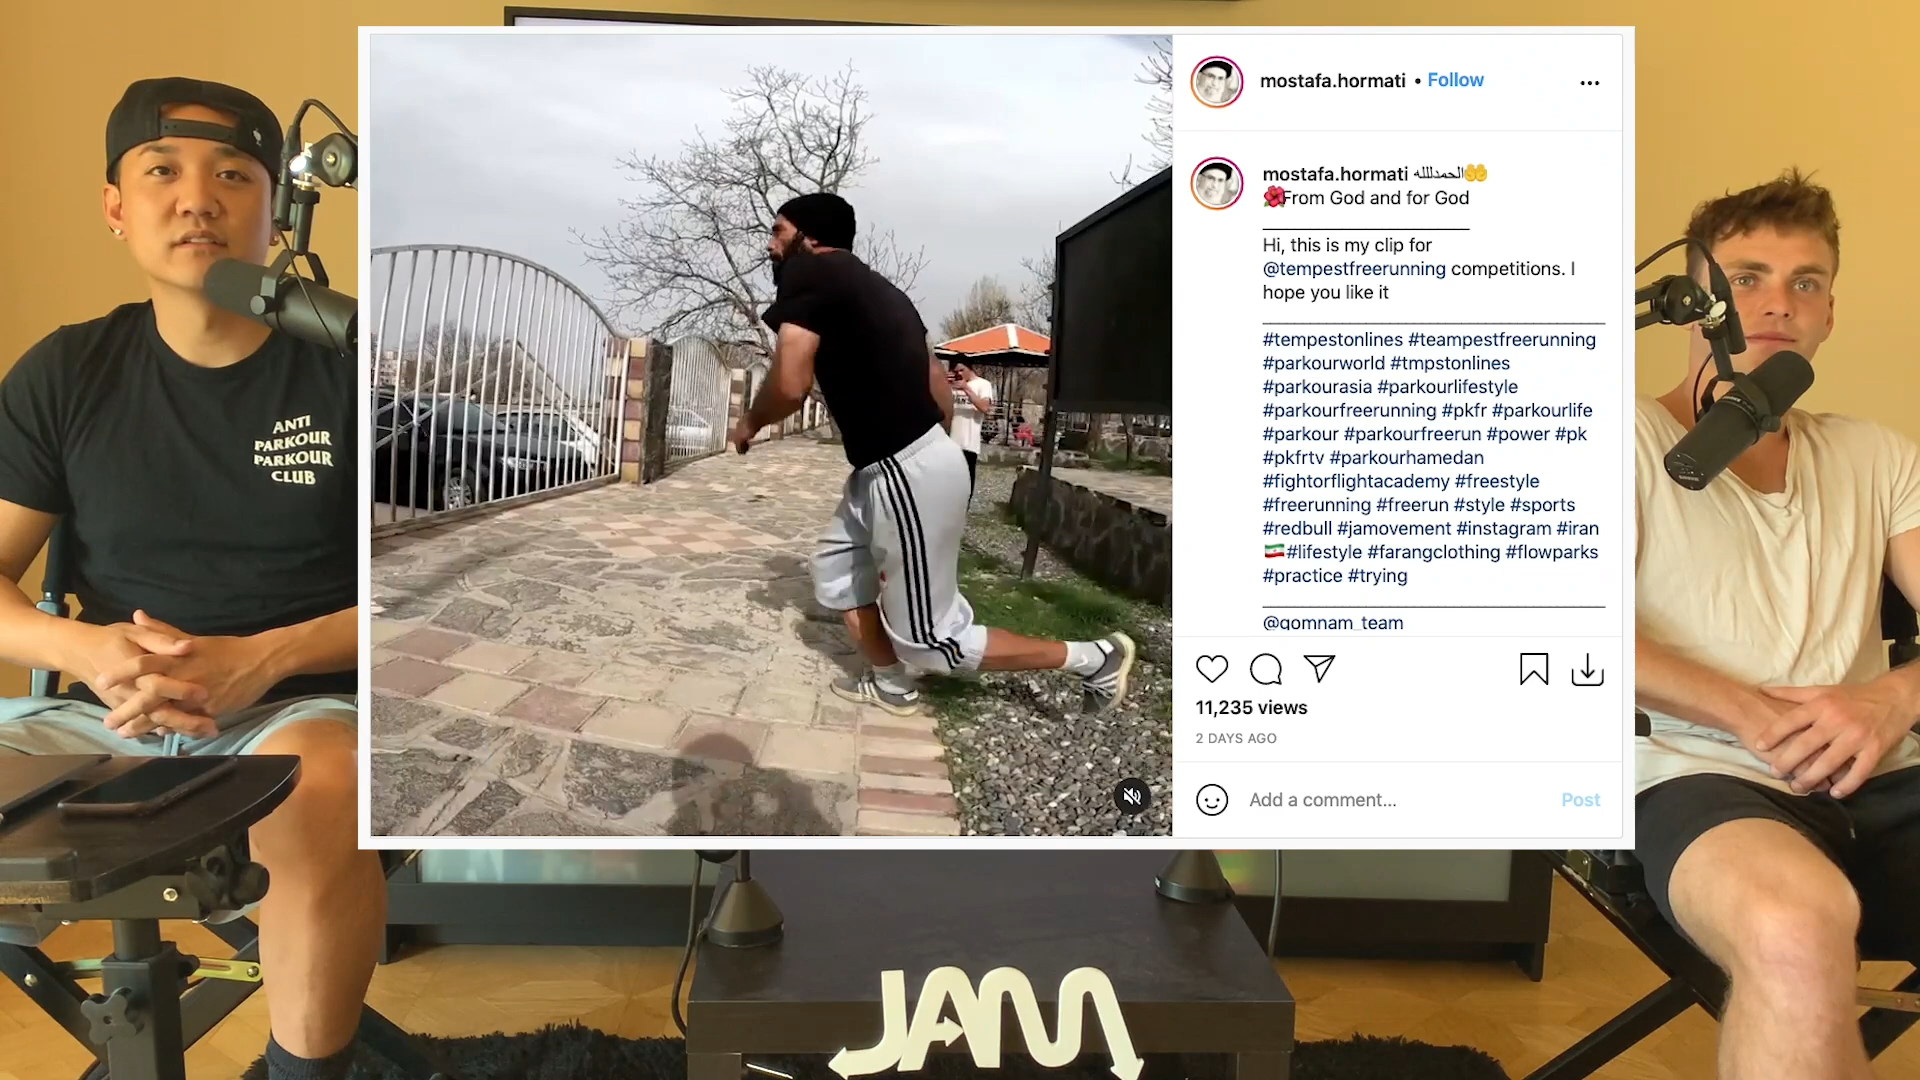 ANTI
PARKOUR
PARKOUR
CLUB
mostafa.hormati • Follow
mostafa.hormati الحمدلللله🤲
🌺From God and for God
Hi, this is my clip for
@tempestfreerunning competitions. I
hope you like it
#tempestonlines #teampestfreerunning
#parkourworld #tmpstonlines
#parkourasia #parkourlifestyle
#parkourfreerunning #pkfr #parkourlife
#parkour #parkourfreerun #power #pk
#pkfrtv #parkourhamedan
#fightorflightacademy #freestyle
#freerunning #freerun #style #sports
#redbull #jamovement #instagram #iran
🇮🇷#lifestyle #farangclothing #flowparks
#practice #trying
@gomnam_team
11,235 views
2 DAYS AGO
Add a comment... Post
JAM